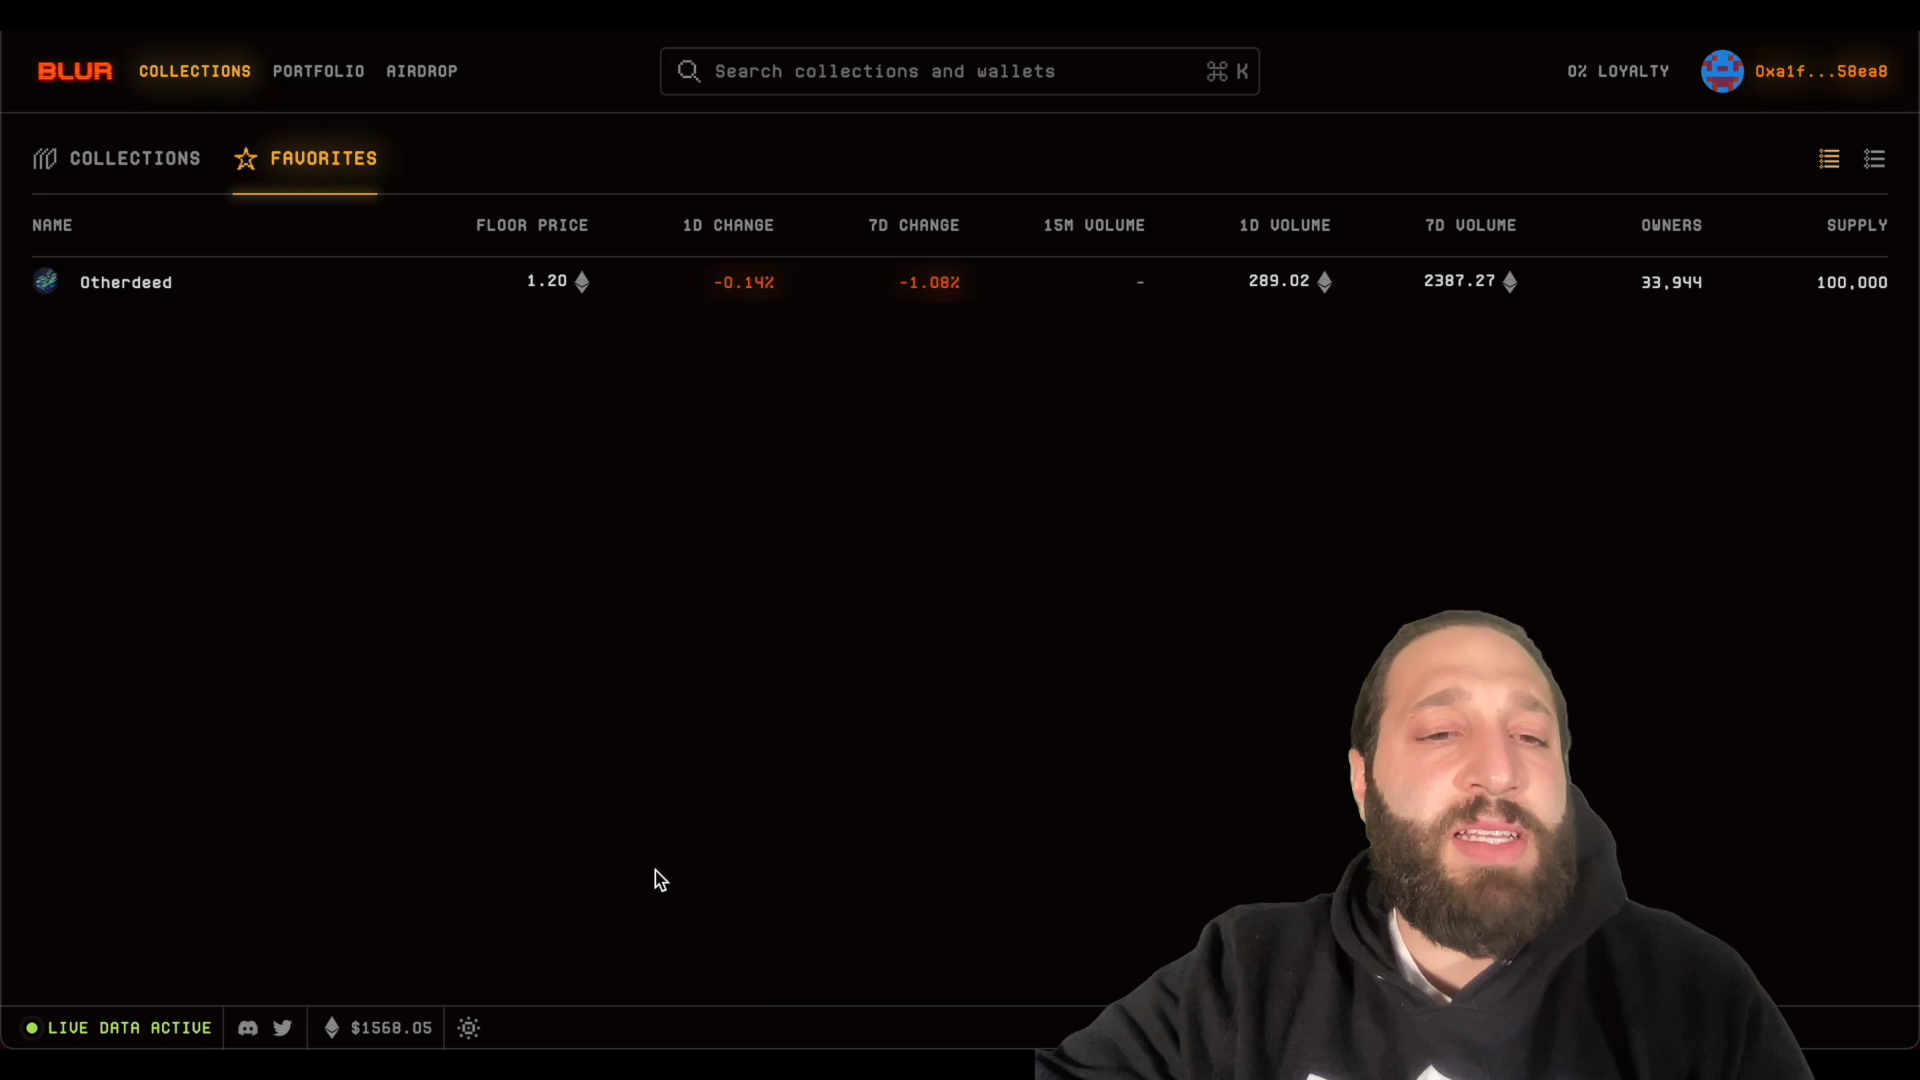 BLUR COLLECTIONS PORTFOLIO AIRDROP Search collections and wallets ⌘ K 0% LOYALTY 0xa1f...58ea8
COLLECTIONS FAVORITES
NAME FLOOR PRICE 1D CHANGE 7D CHANGE 15M VOLUME 1D VOLUME 7D VOLUME OWNERS SUPPLY
Otherdeed 1.20 -0.14% -1.08% - 289.02 2387.27 33,944 100,000
LIVE DATA ACTIVE $1568.05